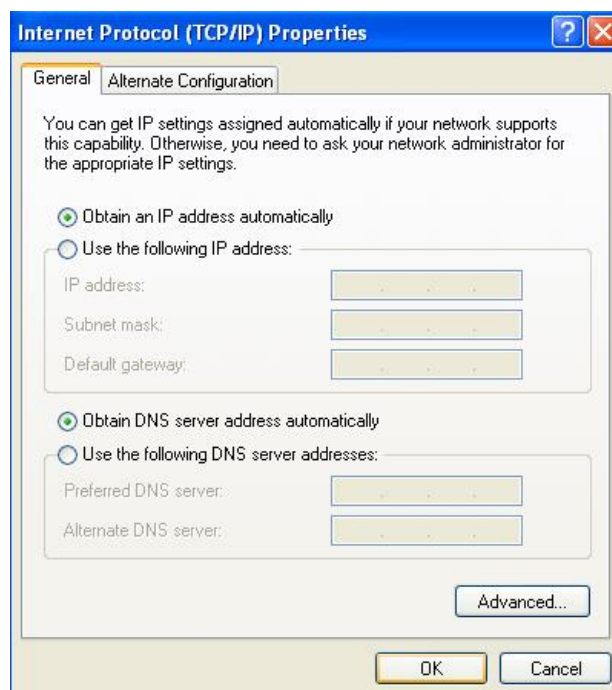 Internet Protocol (TCP/IP) Properties
General
Alternate Configuration
You can get IP settings assigned automatically if your network supports
this capability. Otherwise, you need to ask your network administrator for
the appropriate IP settings.
Obtain an IP address automatically
Use the following IP address:
IP address:
Subnet mask:
Default gateway:
Obtain DNS server address automatically
Use the following DNS server addresses:
Preferred DNS server:
Alternate DNS server:
Advanced...
OK
Cancel